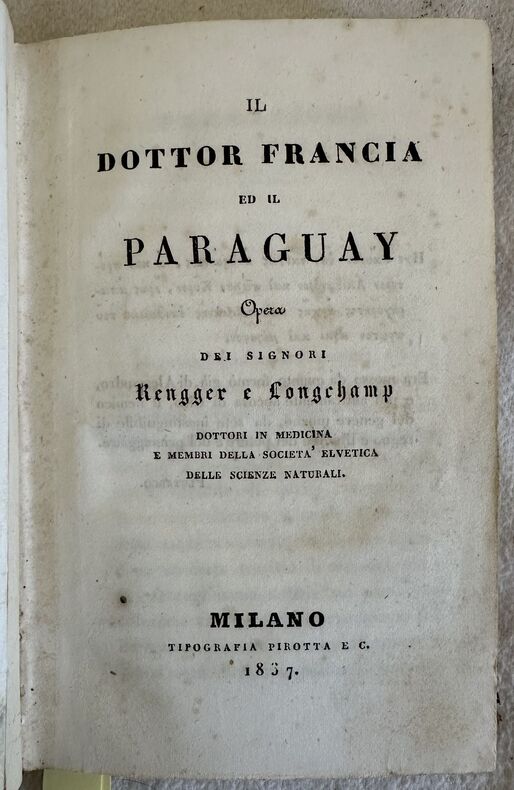 IL
DOTTOR FRANCIA
ED IL
PARAGUAY
Opera
DEI SIGNORI
Rengger e Longchamp
DOTTORI IN MEDICINA
E MEMBRI DELLA SOCIETA' ELVETICA
DELLE SCIENZE NATURALI.
MILANO
TIPOGRAFIA PIROTTA E C.
1837.